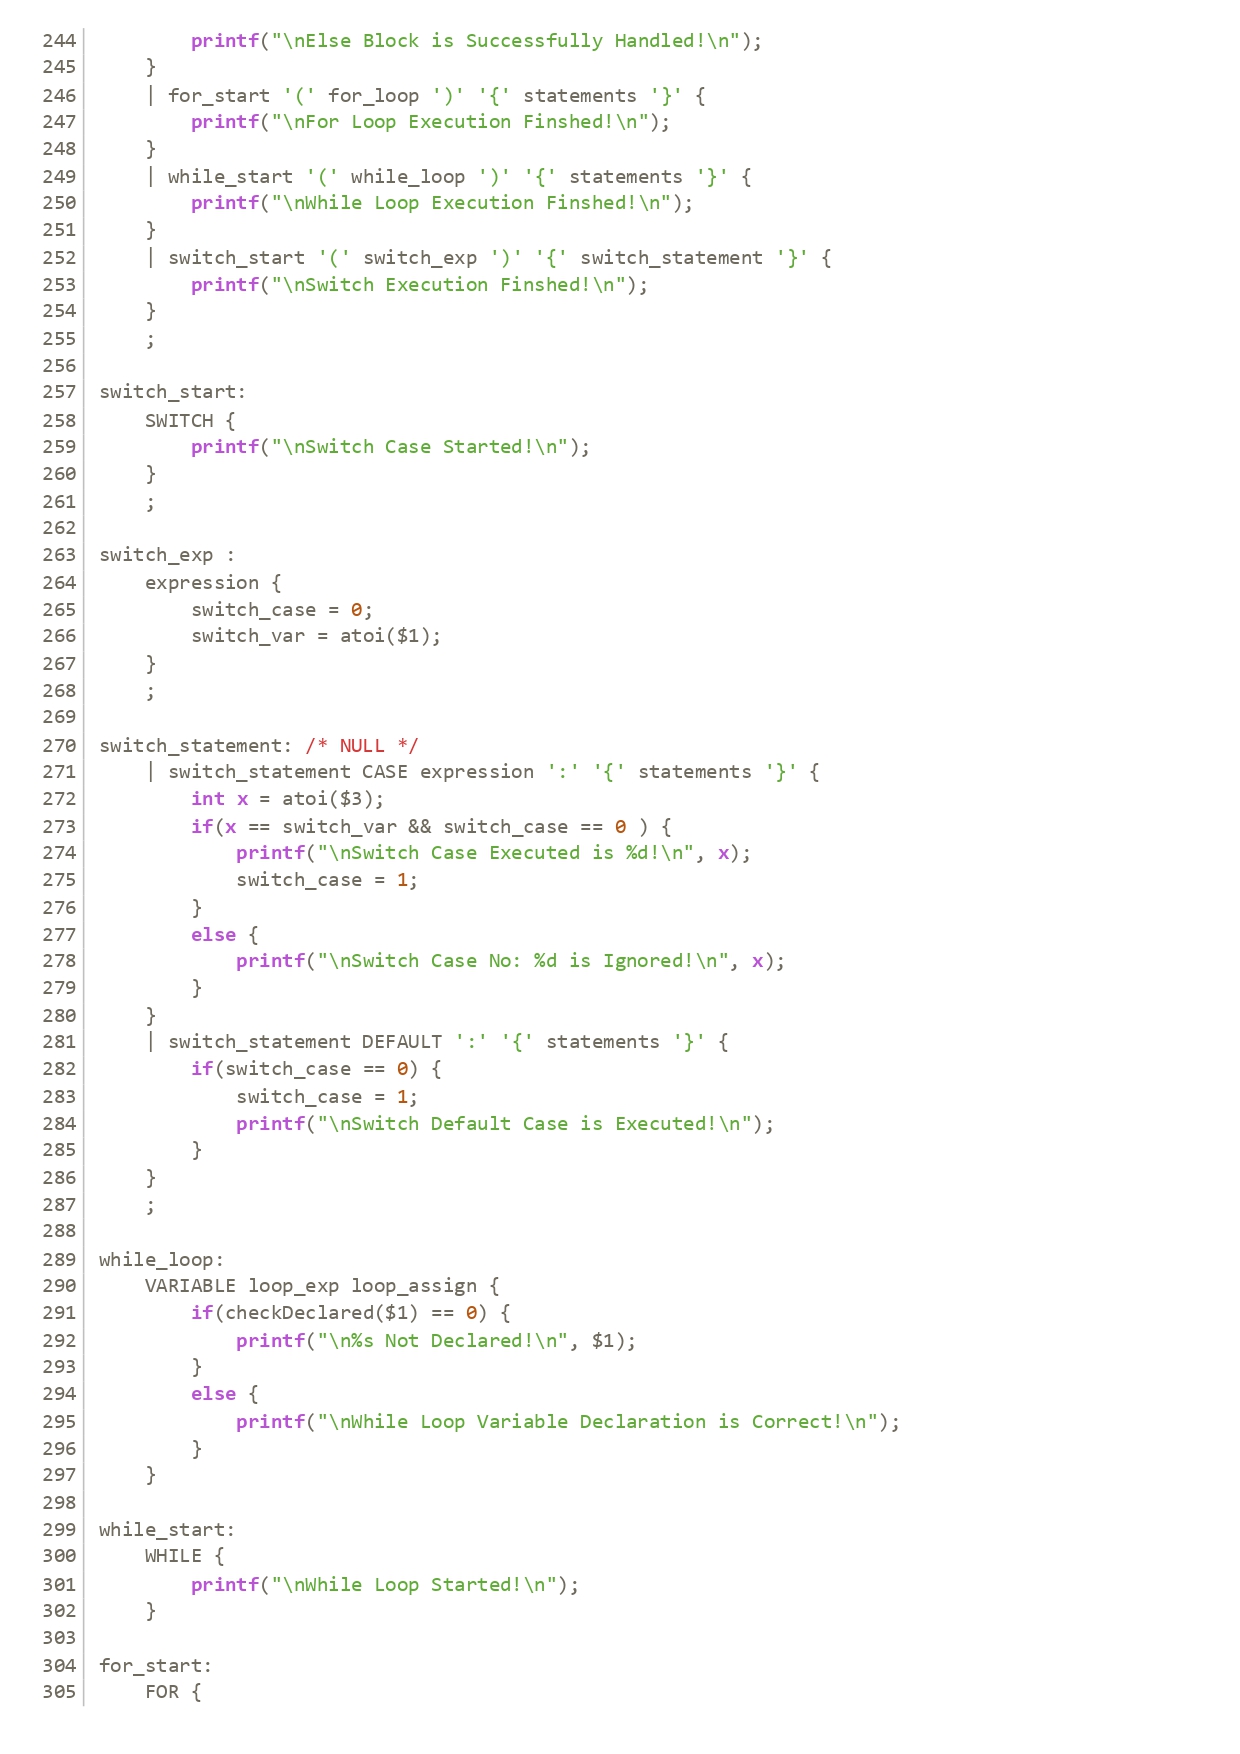 244         printf("\nElse Block is Successfully Handled!\n");
245     }
246     | for_start '(' for_loop ')' '{' statements '}' {
247         printf("\nFor Loop Execution Finshed!\n");
248     }
249     | while_start '(' while_loop ')' '{' statements '}' {
250         printf("\nWhile Loop Execution Finshed!\n");
251     }
252     | switch_start '(' switch_exp ')' '{' switch_statement '}' {
253         printf("\nSwitch Execution Finshed!\n");
254     }
255     ;
256
257 switch_start:
258     SWITCH {
259         printf("\nSwitch Case Started!\n");
260     }
261     ;
262
263 switch_exp :
264     expression {
265         switch_case = 0;
266         switch_var = atoi($1);
267     }
268     ;
269
270 switch_statement: /* NULL */
271     | switch_statement CASE expression ':' '{' statements '}' {
272         int x = atoi($3);
273         if(x == switch_var && switch_case == 0 ) {
274             printf("\nSwitch Case Executed is %d!\n", x);
275             switch_case = 1;
276         }
277         else {
278             printf("\nSwitch Case No: %d is Ignored!\n", x);
279         }
280     }
281     | switch_statement DEFAULT ':' '{' statements '}' {
282         if(switch_case == 0) {
283             switch_case = 1;
284             printf("\nSwitch Default Case is Executed!\n");
285         }
286     }
287     ;
288
289 while_loop:
290     VARIABLE loop_exp loop_assign {
291         if(checkDeclared($1) == 0) {
292             printf("\n%s Not Declared!\n", $1);
293         }
294         else {
295             printf("\nWhile Loop Variable Declaration is Correct!\n");
296         }
297     }
298
299 while_start:
300     WHILE {
301         printf("\nWhile Loop Started!\n");
302     }
303
304 for_start:
305     FOR {